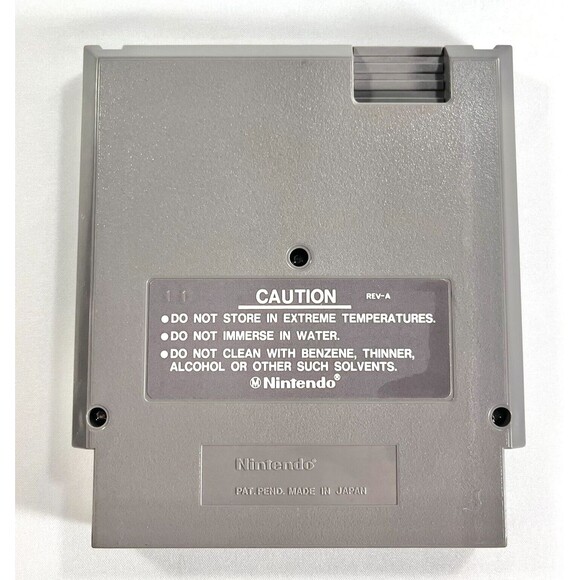 11
CAUTION REV-A
●DO NOT STORE IN EXTREME TEMPERATURES.
●DO NOT IMMERSE IN WATER.
●DO NOT CLEAN WITH BENZENE, THINNER,
ALCOHOL OR OTHER SUCH SOLVENTS.
Ⓜ Nintendo®
Nintendo®
PAT. PEND. MADE IN JAPAN